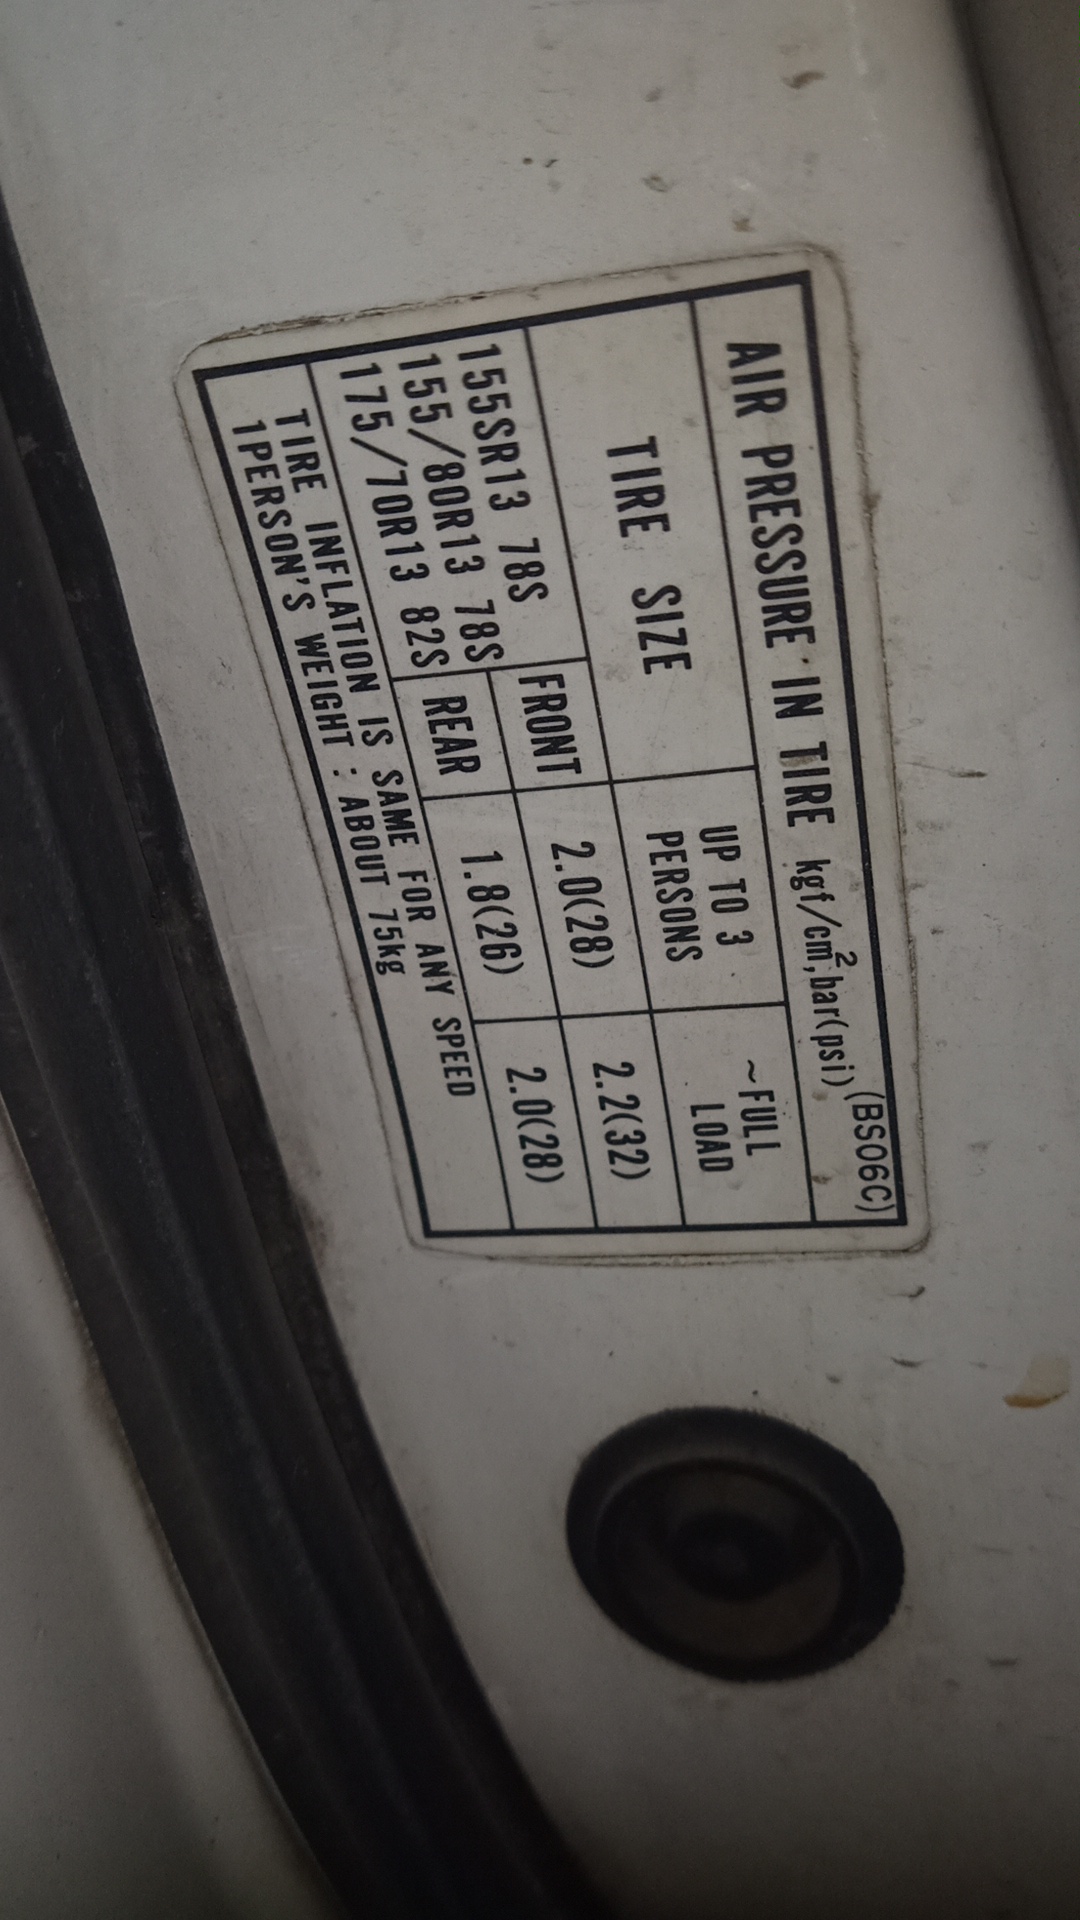 (BS06C)
AIR PRESSURE IN TIRE kgf/cm²,bar(psi)
TIRE SIZE
UP TO 3
PERSONS
~FULL
LOAD
155SR13 78S
155/80R13 78S
175/70R13 82S
FRONT 2.0(28) 2.2(32)
REAR 1.8(26) 2.0(28)
TIRE INFLATION IS SAME FOR ANY SPEED
1PERSON'S WEIGHT : ABOUT 75kg